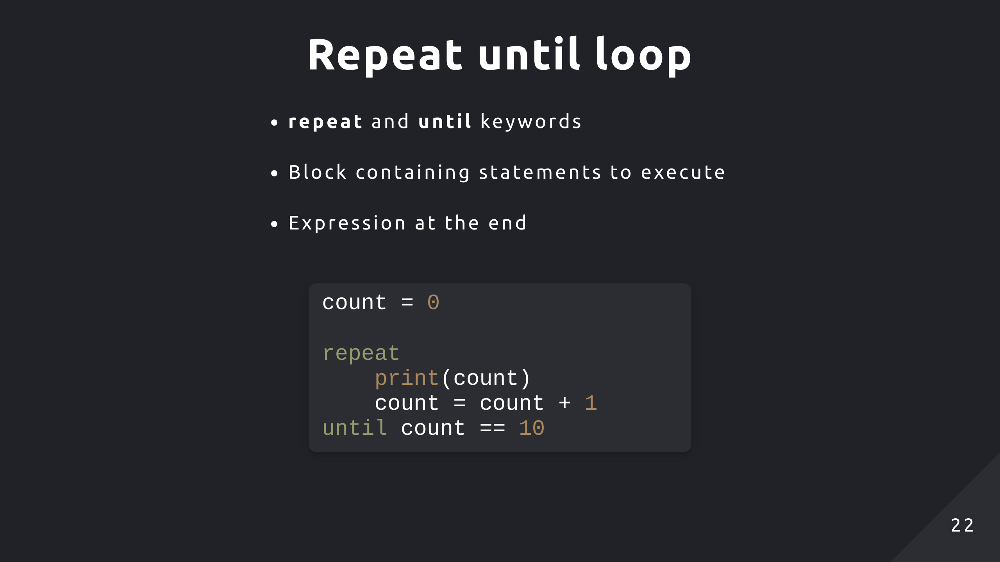 Repeat until loop
• repeat and until keywords
• Block containing statements to execute
• Expression at the end
count = 0
repeat
    print(count)
    count = count + 1
until count == 10
22